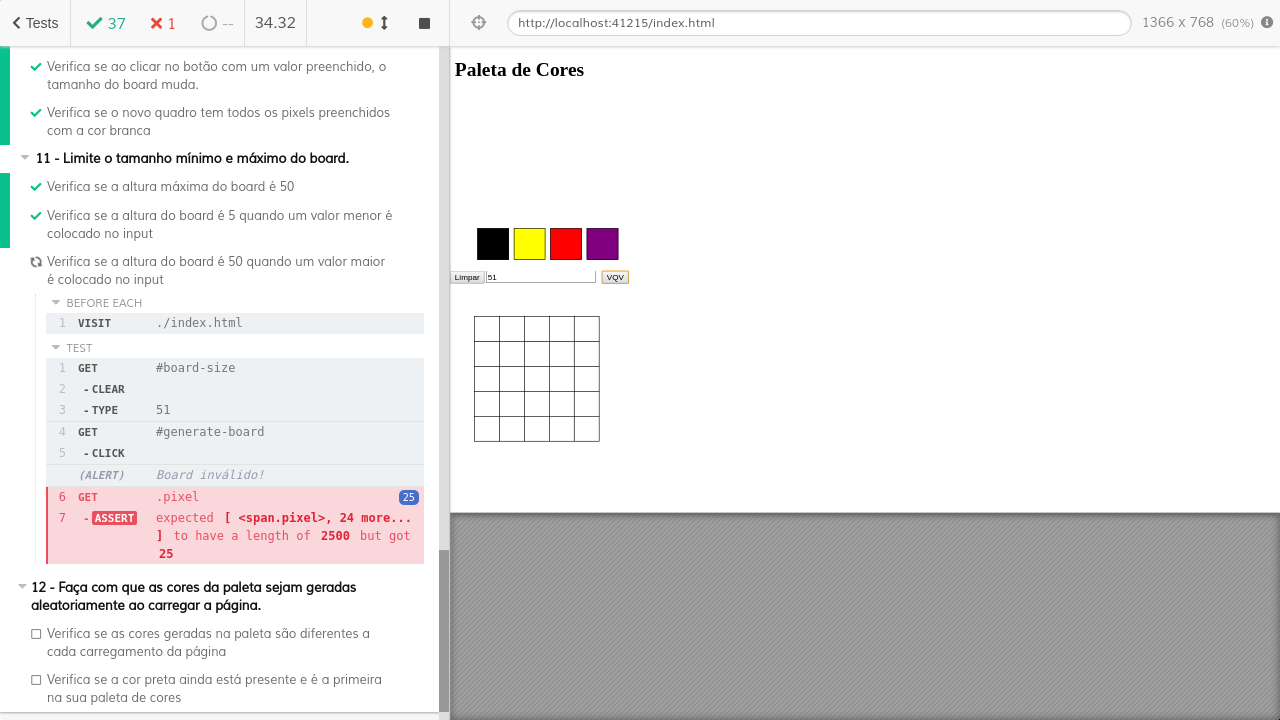 Tests
37
1
--
34.32
http://localhost:41215/index.html
1366 x 768 (60%)
Verifica se ao clicar no botão com um valor preenchido, o
tamanho do board muda.
Verifica se o novo quadro tem todos os pixels preenchidos
com a cor branca
11 - Limite o tamanho mínimo e máximo do board.
Verifica se a altura máxima do board é 50
Verifica se a altura do board é 5 quando um valor menor é
colocado no input
Verifica se a altura do board é 50 quando um valor maior
é colocado no input
BEFORE EACH
1 VISIT ./index.html
TEST
1 GET #board-size
2 -CLEAR
3 -TYPE 51
4 GET #generate-board
5 -CLICK
(ALERT) Board inválido!
6 GET .pixel 25
7 -ASSERT expected [ <span.pixel>, 24 more...
] to have a length of 2500 but got
25
12 - Faça com que as cores da paleta sejam geradas
aleatoriamente ao carregar a página.
Verifica se as cores geradas na paleta são diferentes a
cada carregamento da página
Verifica se a cor preta ainda está presente e é a primeira
na sua paleta de cores
Paleta de Cores
Limpar 51 VQV